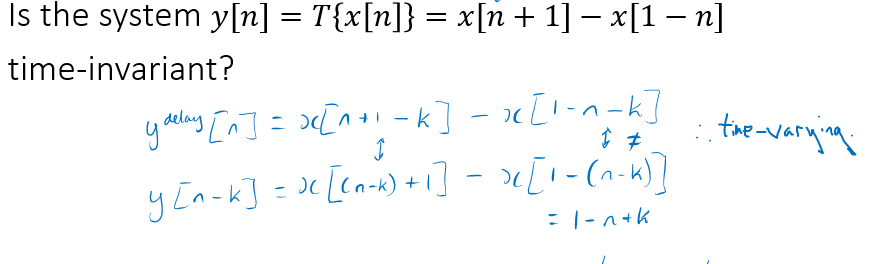 Is the system y[n] = T{x[n]} = x[n + 1] − x[1 − n]
time-invariant?
y^delay [n] = x[n+1-k] - x[1-n-k] ∴ time-varying.
↕ ↕ ≠
y[n-k] = x[(n-k)+1] - x[1-(n-k)]
= 1-n+k